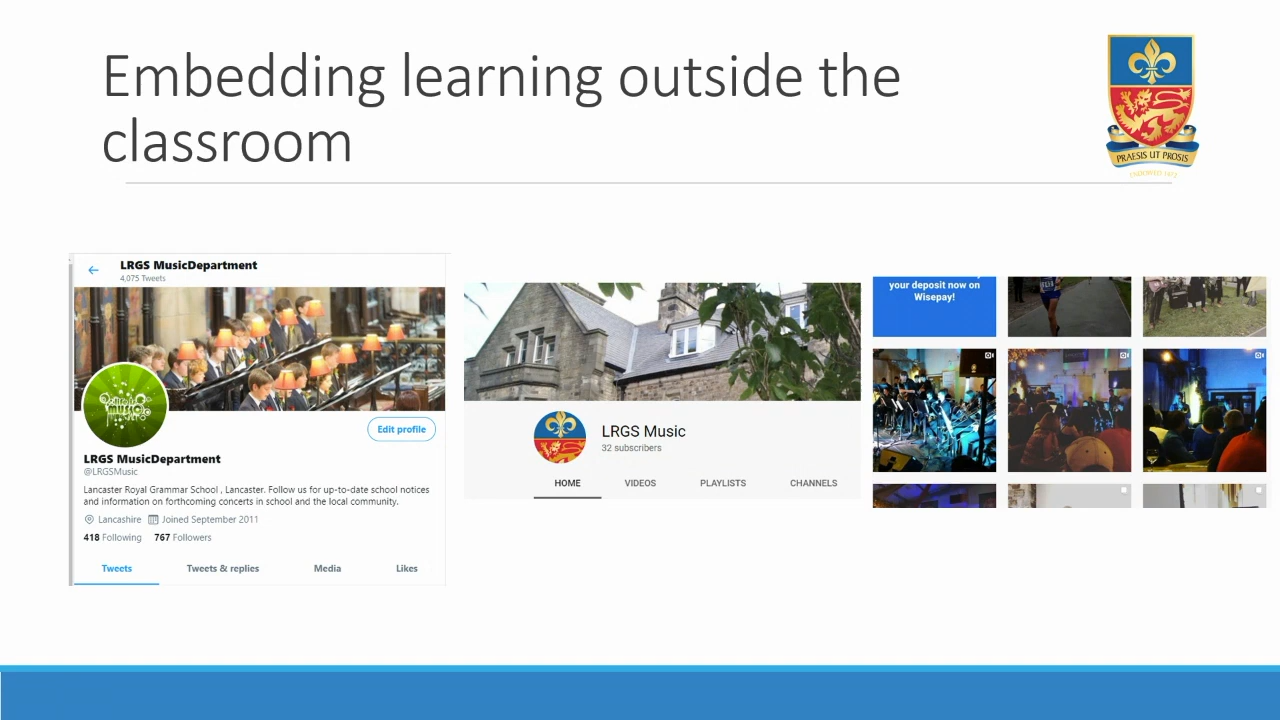 Embedding learning outside the
classroom
PRAESIS UT PROSIS
ENDOWED 1472
LRGS MusicDepartment
4,075 Tweets
Edit profile
LRGS MusicDepartment
@LRGSMusic
Lancaster Royal Grammar School , Lancaster. Follow us for up-to-date school notices
and information on forthcoming concerts in school and the local community.
Lancashire Joined September 2011
418 Following 767 Followers
Tweets Tweets & replies Media Likes
LRGS Music
32 subscribers
HOME VIDEOS PLAYLISTS CHANNELS
your deposit now on
Wisepay!